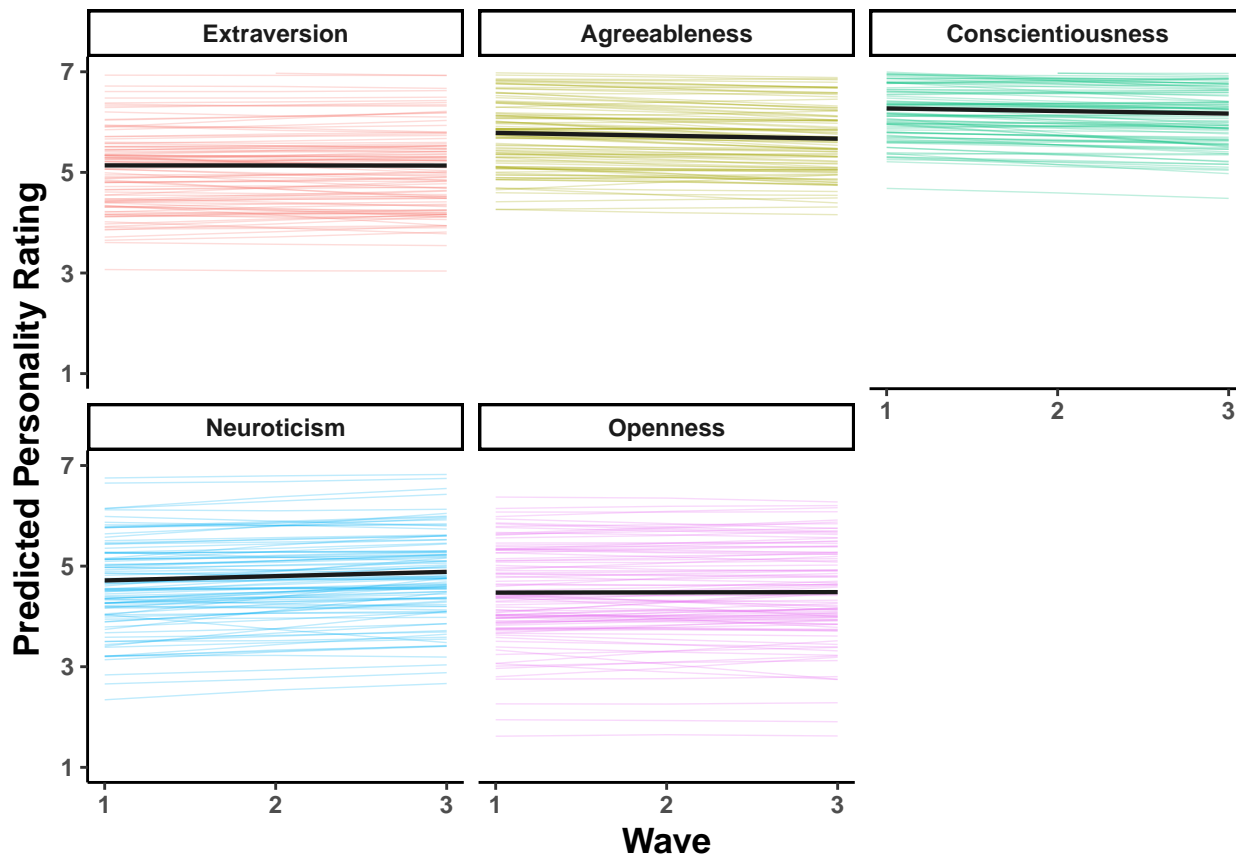 Extraversion
Agreeableness
Conscientiousness
7
5
3
1
1
2
3
Neuroticism
Openness
7
5
3
1
1
2
3
1
2
3
Predicted Personality Rating
Wave